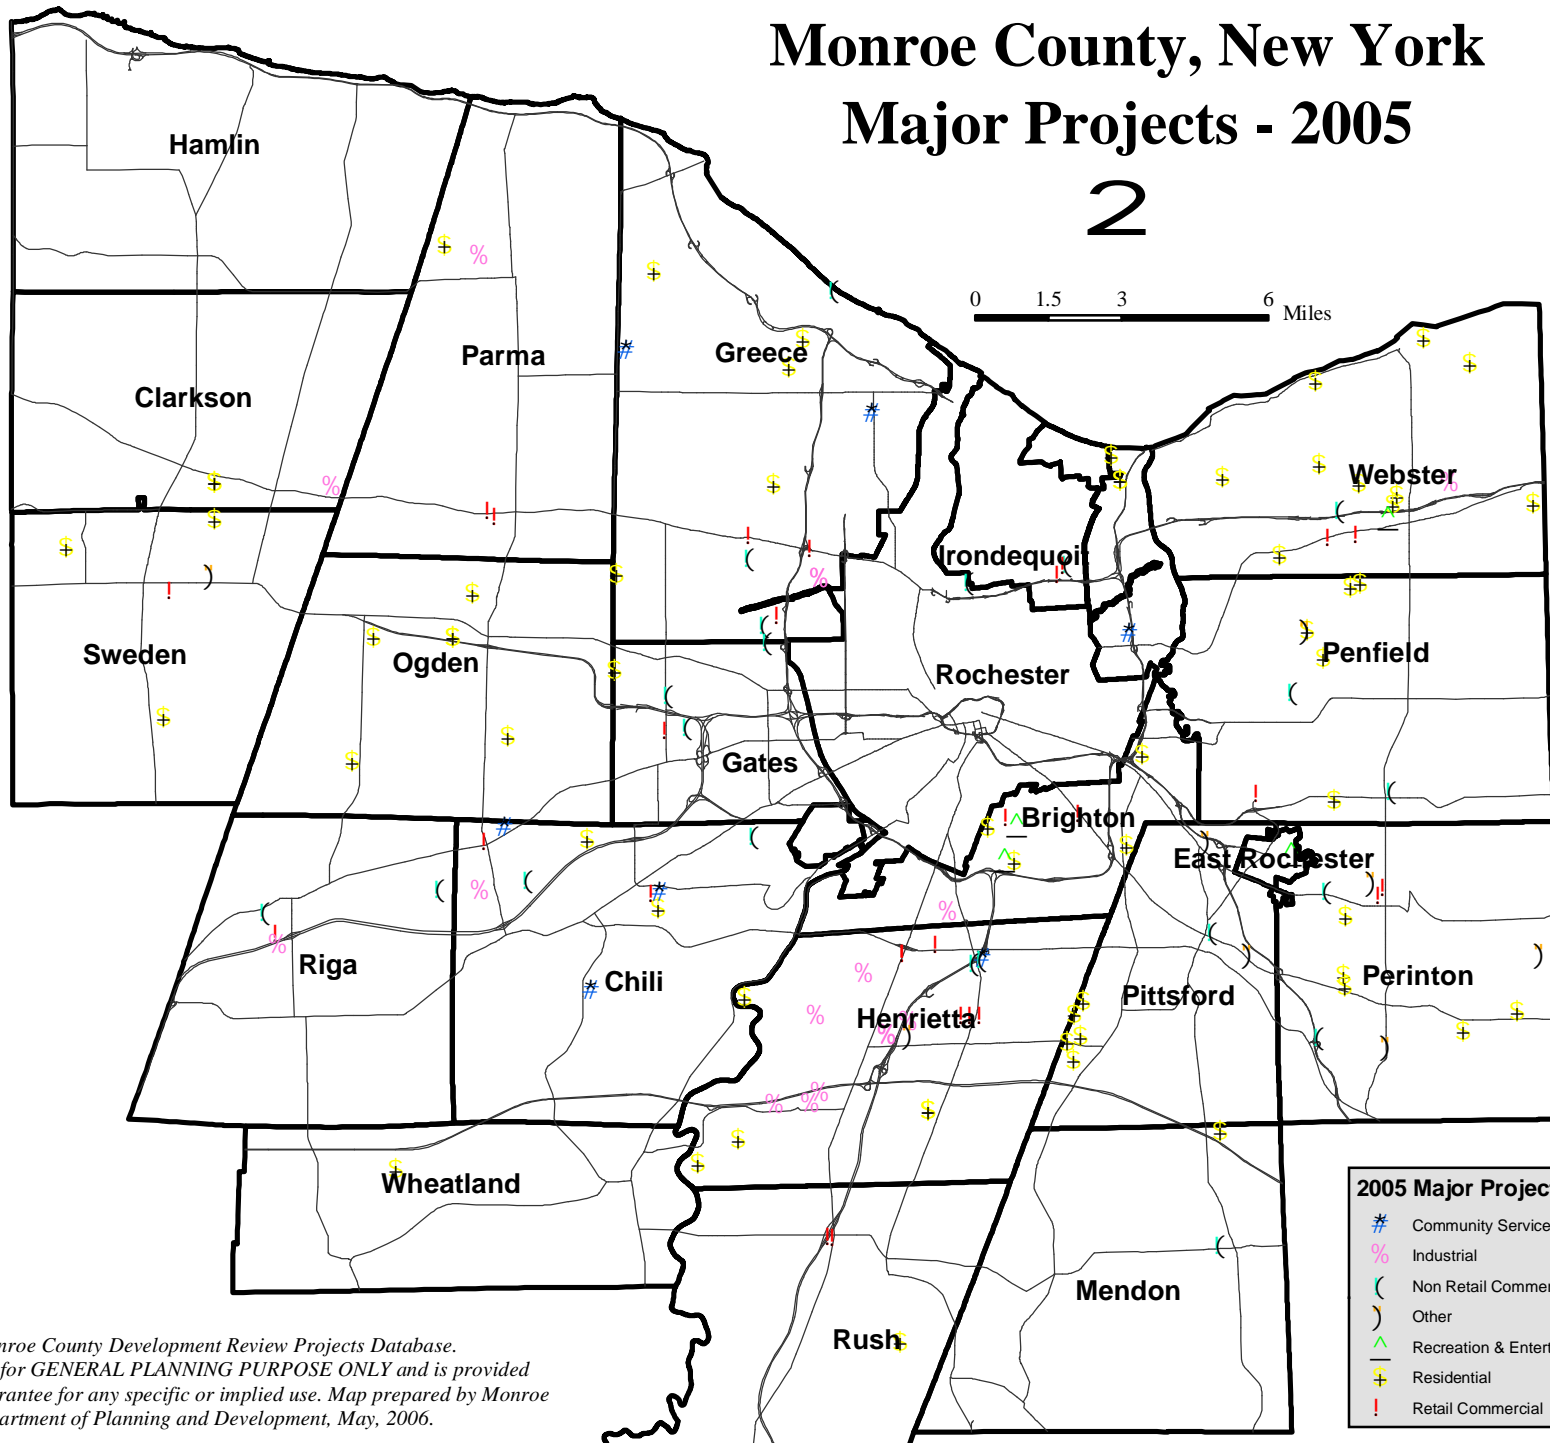 Monroe County, New York
Major Projects - 2005
2
0 1.5 3 6 Miles
Hamlin
Parma
Greece
Clarkson
Webster
Irondequoit
Sweden
Ogden
Rochester
Penfield
Gates
Brighton
East Rochester
Riga
Chili
Henrietta
Pittsford
Perinton
Wheatland
Mendon
Rush
2005 Major Projec
Community Service
Industrial
Non Retail Commer
Other
Recreation & Entert
Residential
Retail Commercial
nroe County Development Review Projects Database.
for GENERAL PLANNING PURPOSE ONLY and is provided
rantee for any specific or implied use. Map prepared by Monroe
artment of Planning and Development, May, 2006.